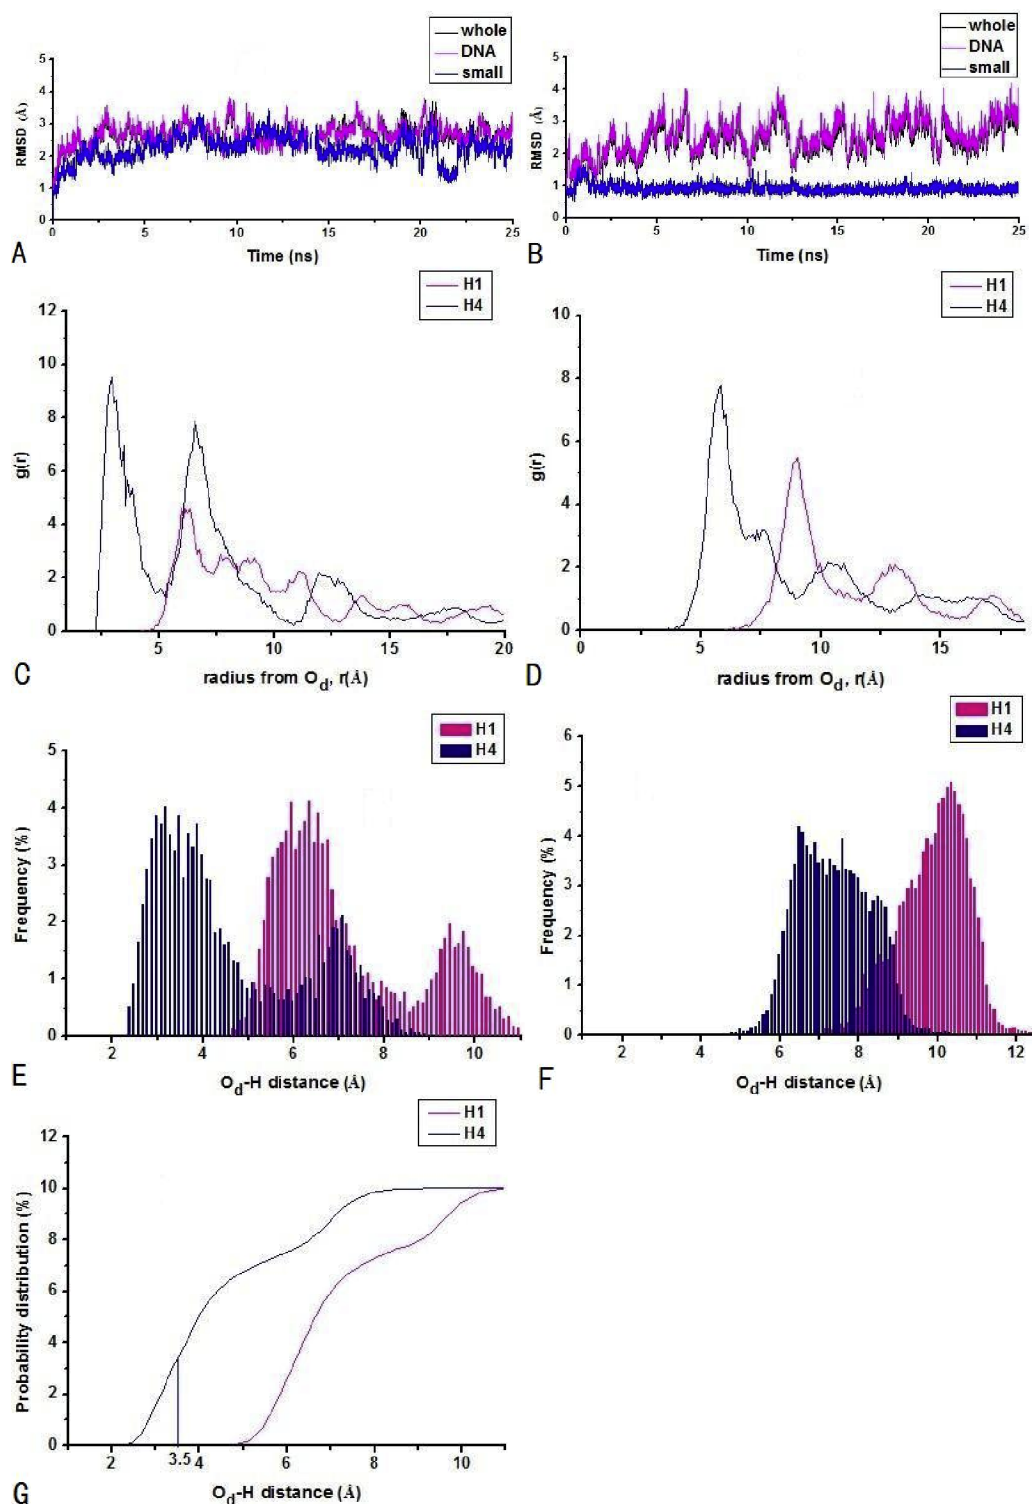 whole
DNA
small
RMSD (Å)
5
4
3
2
1
0
0 5 10 15 20 25
Time (ns)
A
whole
DNA
small
RMSD (Å)
5
4
3
2
1
0
0 5 10 15 20 25
Time (ns)
B
H1
H4
g(r)
12
10
8
6
4
2
0
5 10 15 20
radius from Od, r(Å)
C
H1
H4
g(r)
10
8
6
4
2
0
0 5 10 15
radius from Od, r(Å)
D
H1
H4
Frequency (%)
5
4
3
2
1
0
2 4 6 8 10
Od-H distance (Å)
E
H1
H4
Frequency (%)
6
5
4
3
2
1
0
2 4 6 8 10 12
Od-H distance (Å)
F
H1
H4
Probability distribution (%)
12
10
8
6
4
2
0
2 3.5 4 6 8 10
Od-H distance (Å)
G